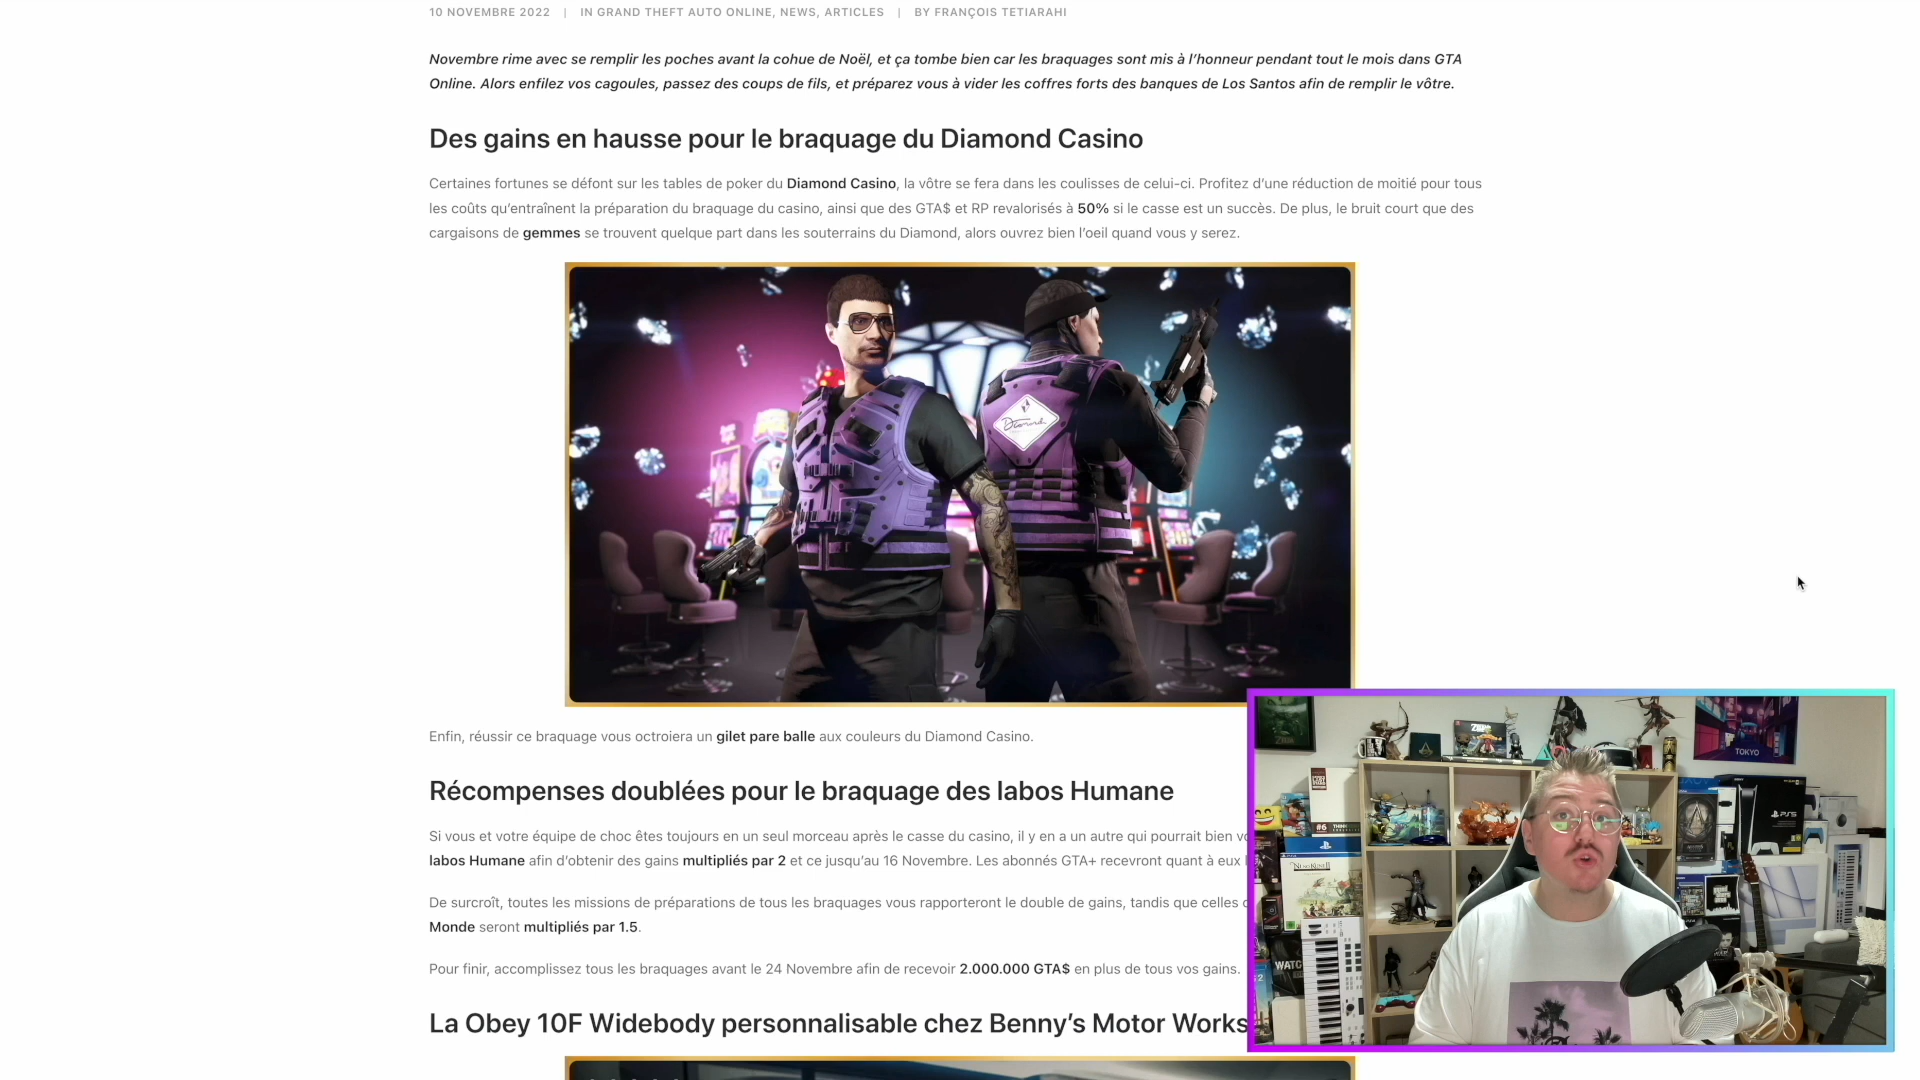 10 NOVEMBRE 2022 | IN GRAND THEFT AUTO ONLINE, NEWS, ARTICLES | BY FRANÇOIS TETIARAHI
Novembre rime avec se remplir les poches avant la cohue de Noël, et ça tombe bien car les braquages sont mis à l’honneur pendant tout le mois dans GTA
Online. Alors enfilez vos cagoules, passez des coups de fils, et préparez vous à vider les coffres forts des banques de Los Santos afin de remplir le vôtre.
Des gains en hausse pour le braquage du Diamond Casino
Certaines fortunes se défont sur les tables de poker du Diamond Casino, la vôtre se fera dans les coulisses de celui-ci. Profitez d’une réduction de moitié pour tous
les coûts qu’entraînent la préparation du braquage du casino, ainsi que des GTA$ et RP revalorisés à 50% si le casse est un succès. De plus, le bruit court que des
cargaisons de gemmes se trouvent quelque part dans les souterrains du Diamond, alors ouvrez bien l’oeil quand vous y serez.
Diamond
Enfin, réussir ce braquage vous octroiera un gilet pare balle aux couleurs du Diamond Casino.
Récompenses doublées pour le braquage des labos Humane
Si vous et votre équipe de choc êtes toujours en un seul morceau après le casse du casino, il y en a un autre qui pourrait bien
labos Humane afin d’obtenir des gains multipliés par 2 et ce jusqu’au 16 Novembre. Les abonnés GTA+ recevront quant à eux
De surcroît, toutes les missions de préparations de tous les braquages vous rapporteront le double de gains, tandis que celles
Monde seront multipliés par 1.5.
Pour finir, accomplissez tous les braquages avant le 24 Novembre afin de recevoir 2.000.000 GTA$ en plus de tous vos gains.
La Obey 10F Widebody personnalisable chez Benny’s Motor Works
TOKYO
PS5
#6
WATC